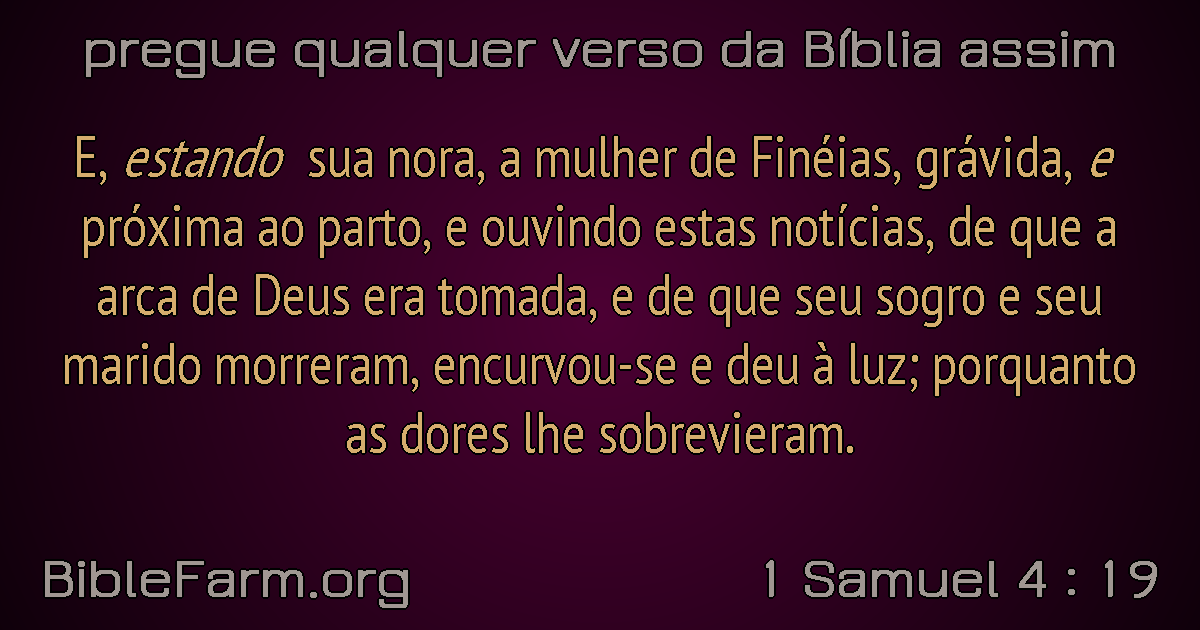 pregue qualquer verso da Bíblia assim
E, estando sua nora, a mulher de Finéias, grávida, e
próxima ao parto, e ouvindo estas notícias, de que a
arca de Deus era tomada, e de que seu sogro e seu
marido morreram, encurvou-se e deu à luz; porquanto
as dores lhe sobrevieram.
BibleFarm.org
1 Samuel 4 : 19